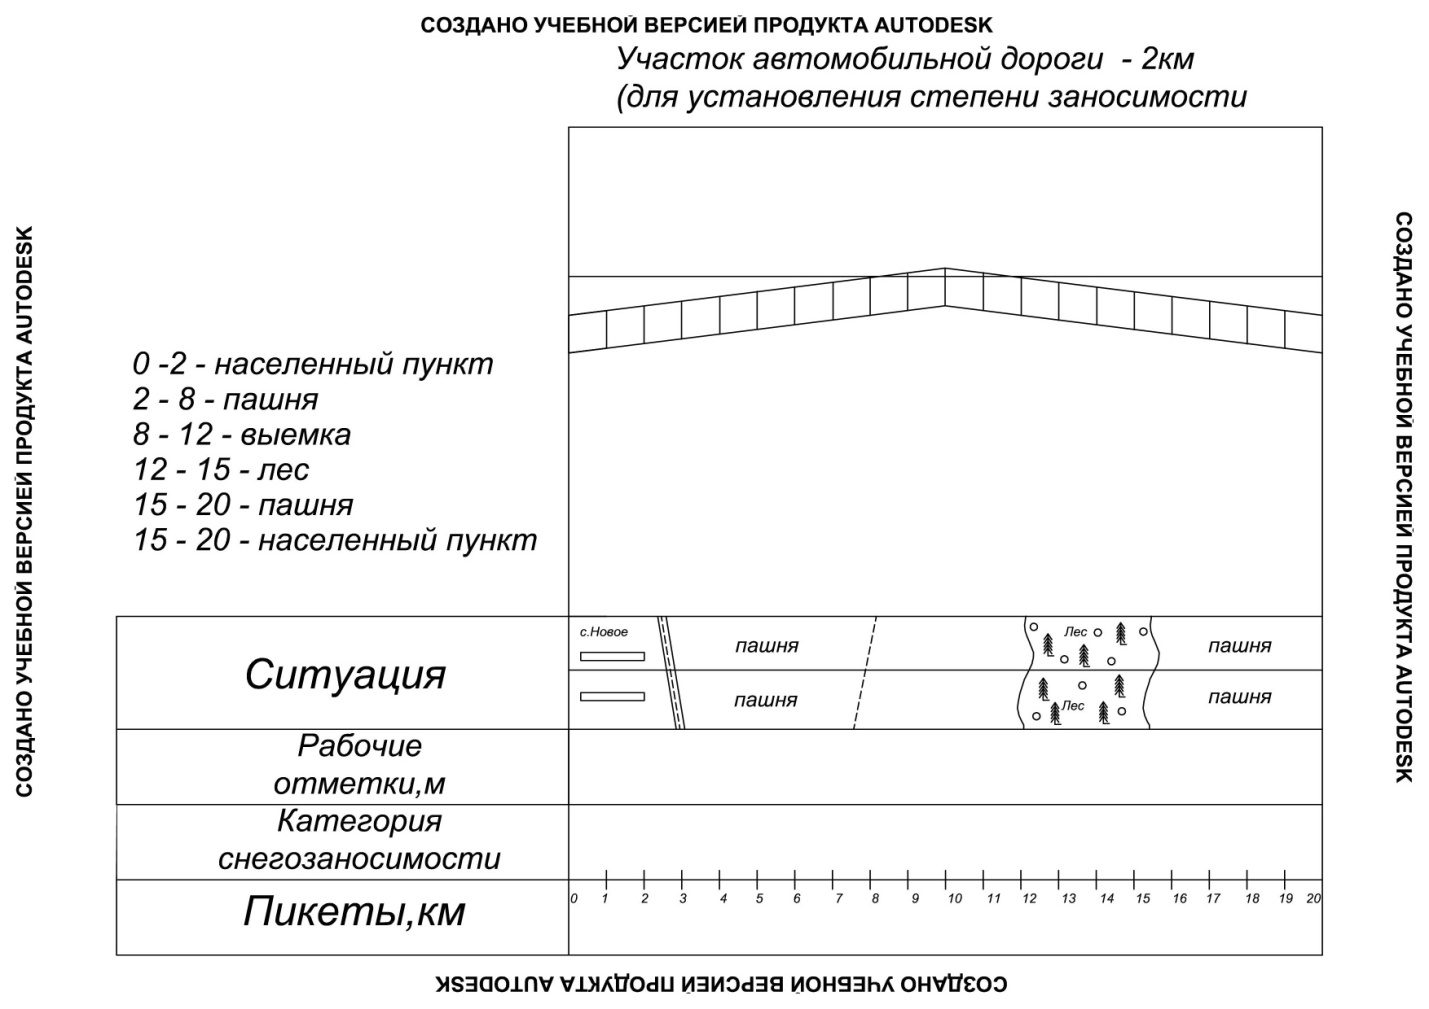 СОЗДАНО УЧЕБНОЙ ВЕРСИЕЙ ПРОДУКТА AUTODESK
Участок автомобильной дороги - 2км
(для установления степени заносимости
СОЗДАНО УЧЕБНОЙ ВЕРСИЕЙ ПРОДУКТА AUTODESK
СОЗДАНО УЧЕБНОЙ ВЕРСИЕЙ ПРОДУКТА AUTODESK
0 -2 - населенный пункт
2 - 8 - пашня
8 - 12 - выемка
12 - 15 - лес
15 - 20 - пашня
15 - 20 - населенный пункт
Ситуация
с.Новое
пашня
Лес
пашня
пашня
Лес
пашня
Рабочие
отметки,м
Категория
снегозаносимости
Пикеты,км
0 1 2 3 4 5 6 7 8 9 10 11 12 13 14 15 16 17 18 19 20
СОЗДАНО УЧЕБНОЙ ВЕРСИЕЙ ПРОДУКТА AUTODESK